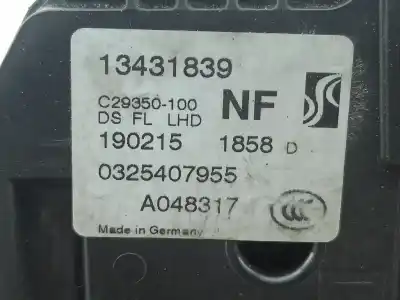 13431839
C29350-100 NF
DS FL LHD
190215 1858 D
0325407955
A048317
Made in Germany